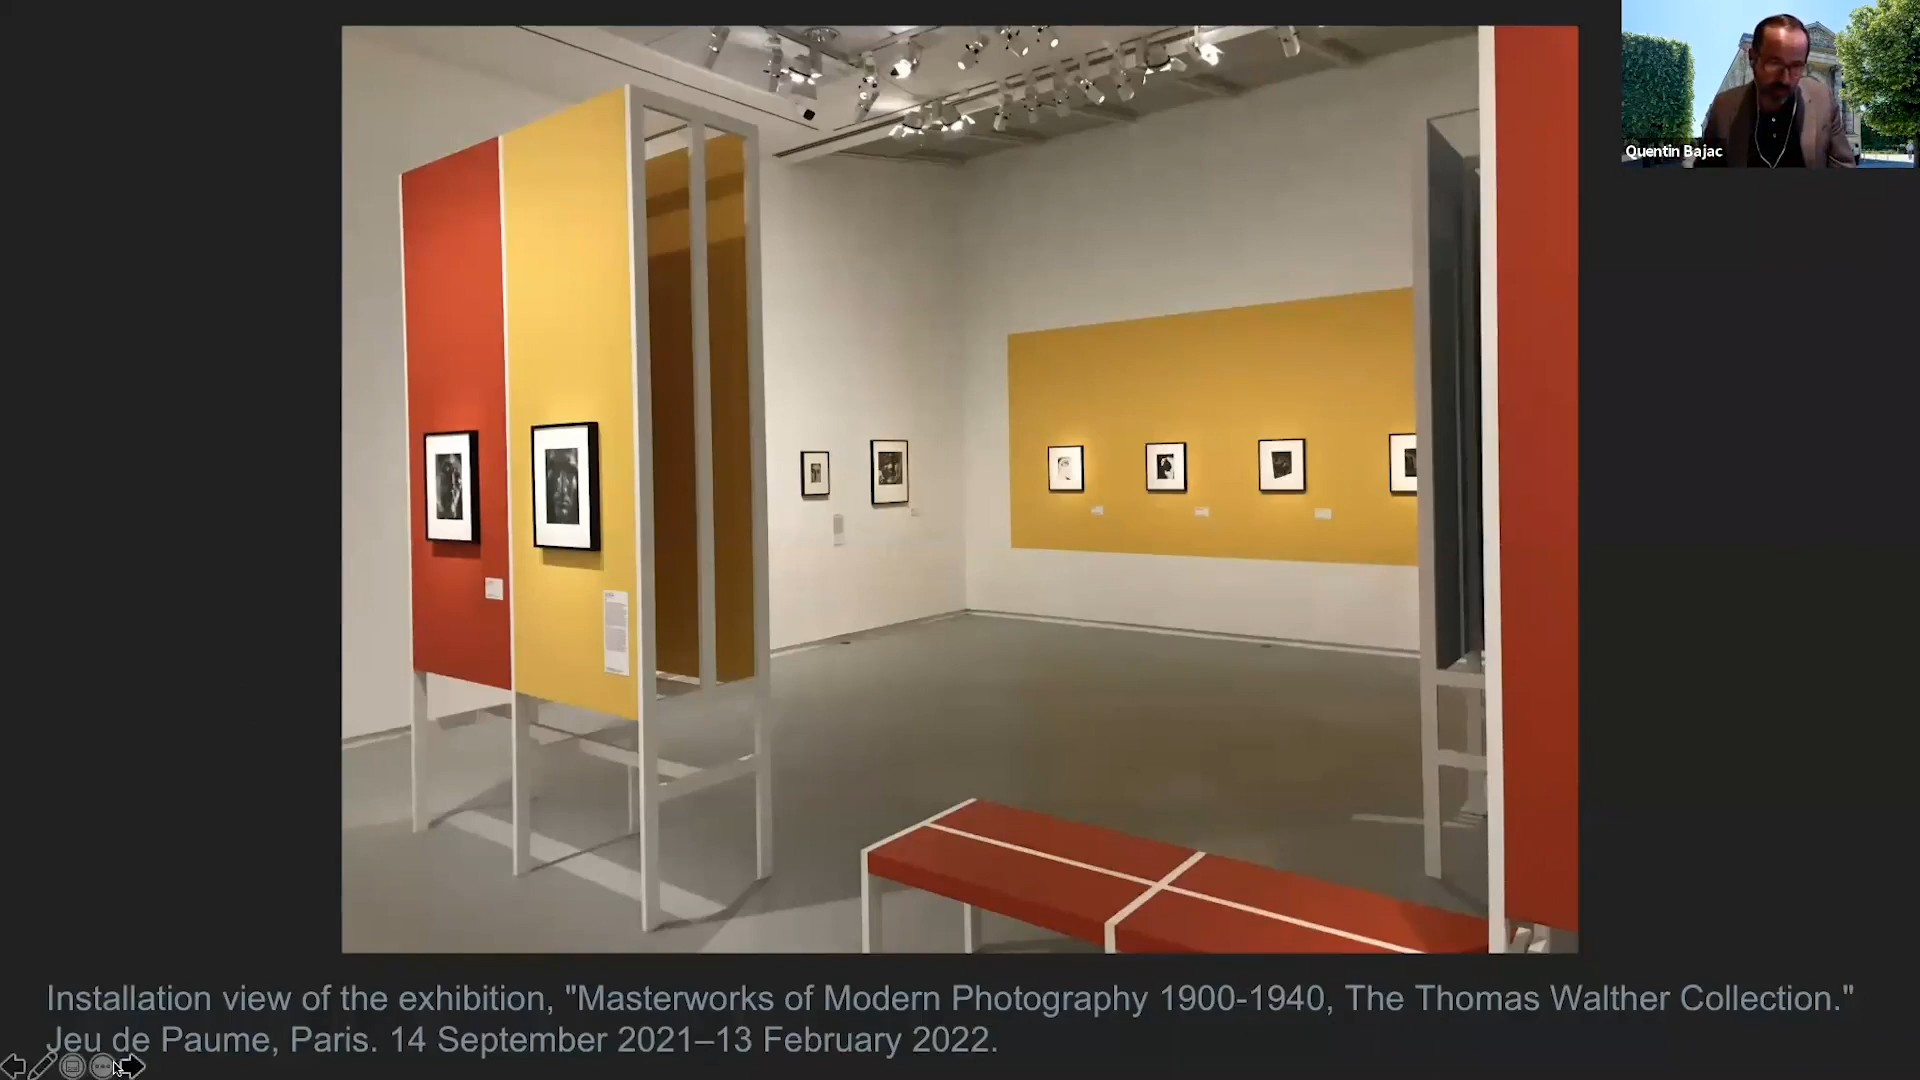 Quentin Bajac
Installation view of the exhibition, "Masterworks of Modern Photography 1900-1940, The Thomas Walther Collection."
Jeu de Paume, Paris. 14 September 2021–13 February 2022.